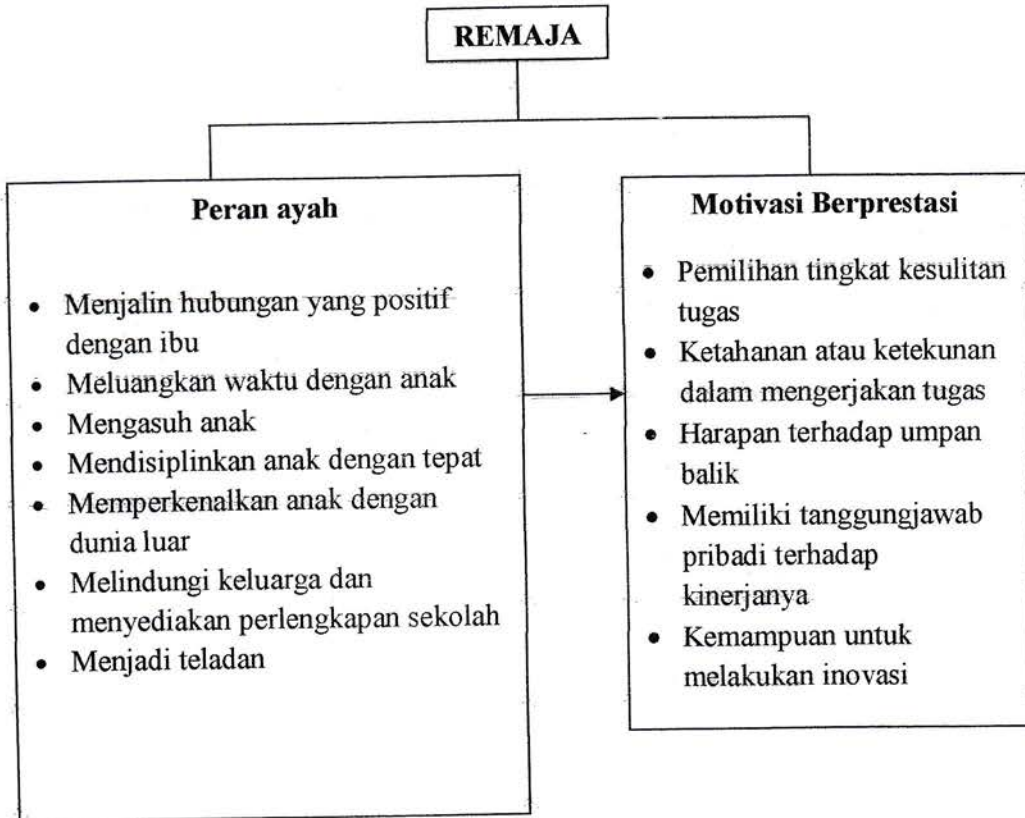 REMAJA
Peran ayah
• Menjalin hubungan yang positif
dengan ibu
• Meluangkan waktu dengan anak
• Mengasuh anak
• Mendisiplinkan anak dengan tepat
• Memperkenalkan anak dengan
dunia luar
• Melindungi keluarga dan
menyediakan perlengkapan sekolah
• Menjadi teladan
Motivasi Berprestasi
• Pemilihan tingkat kesulitan
tugas
• Ketahanan atau ketekunan
dalam mengerjakan tugas
• Harapan terhadap umpan
balik
• Memiliki tanggungjawab
pribadi terhadap
kinerjanya
• Kemampuan untuk
melakukan inovasi